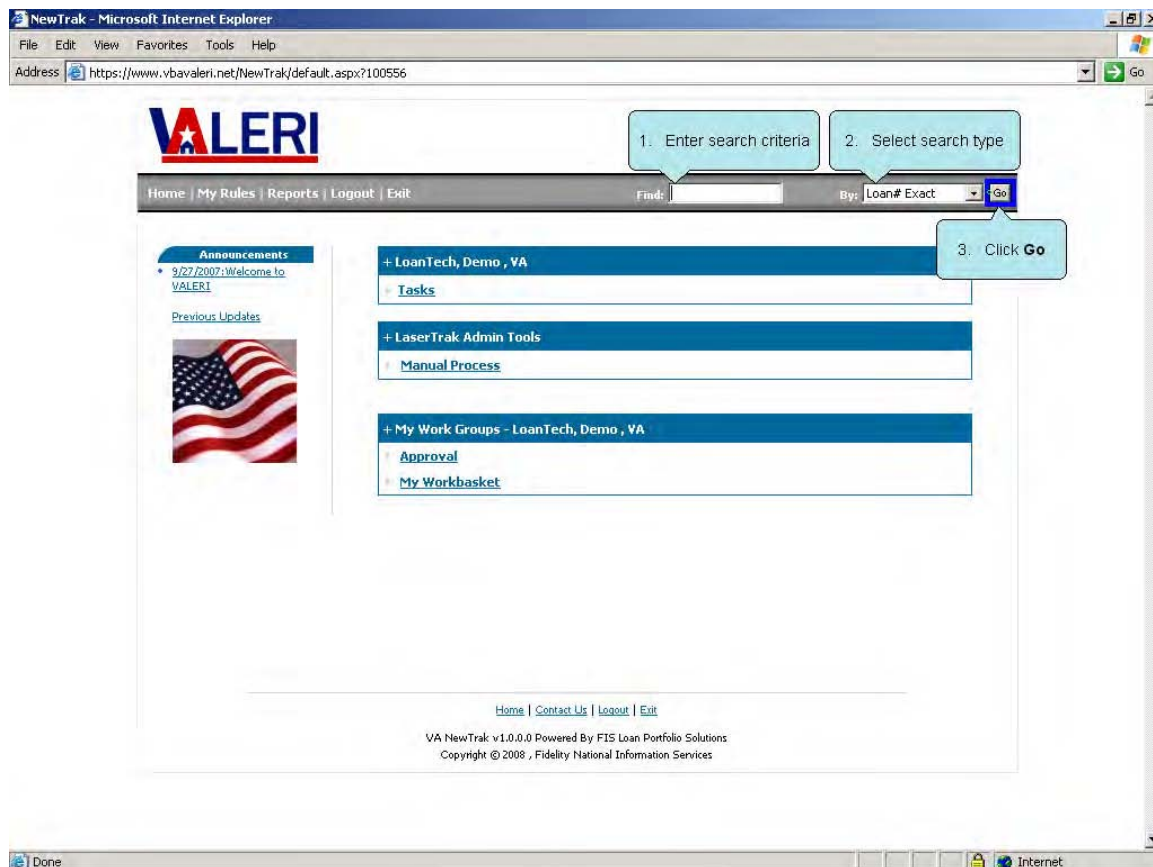 NewTrak - Microsoft Internet Explorer
File Edit View Favorites Tools Help
Address https://www.vbavaleri.net/NewTrak/default.aspx?100556 Go
VALERI
1. Enter search criteria
2. Select search type
Home | My Rules | Reports | Logout | Exit Find: By: Loan# Exact Go
3. Click Go
Announcements
9/27/2007:Welcome to
VALERI
Previous Updates
+ LoanTech, Demo , VA
Tasks
+ LaserTrak Admin Tools
Manual Process
+ My Work Groups - LoanTech, Demo , VA
Approval
My Workbasket
Home | Contact Us | Logout | Exit
VA NewTrak v1.0.0.0 Powered By FIS Loan Portfolio Solutions
Copyright © 2008 , Fidelity National Information Services
Done Internet